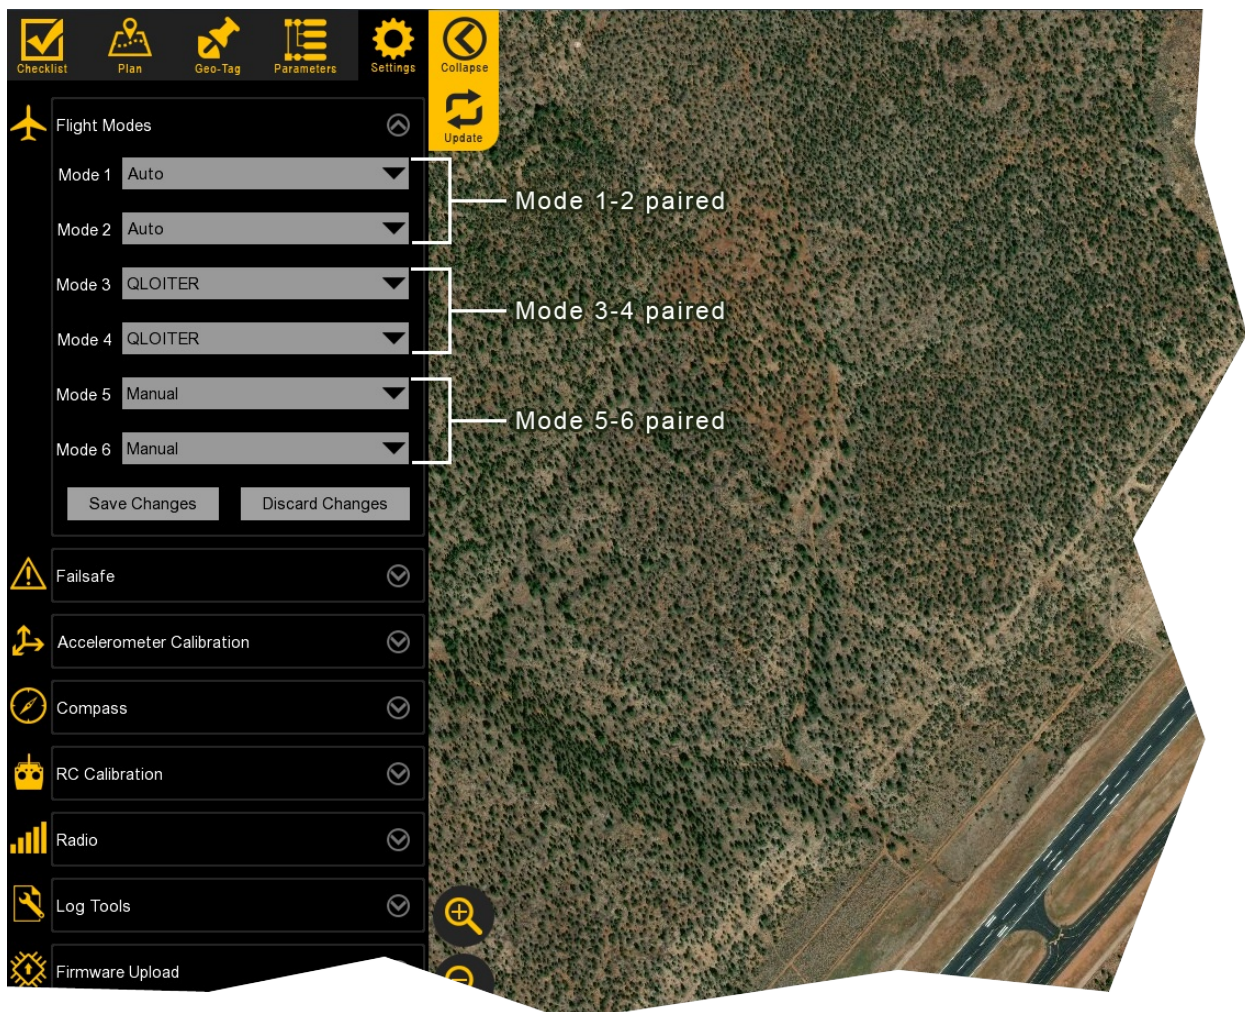 Checklist
Plan
Geo-Tag
Parameters
Settings
Collapse
Update
Flight Modes
Mode 1 Auto
Mode 2 Auto
Mode 1-2 paired
Mode 3 QLOITER
Mode 4 QLOITER
Mode 3-4 paired
Mode 5 Manual
Mode 6 Manual
Mode 5-6 paired
Save Changes
Discard Changes
Failsafe
Accelerometer Calibration
Compass
RC Calibration
Radio
Log Tools
Firmware Upload